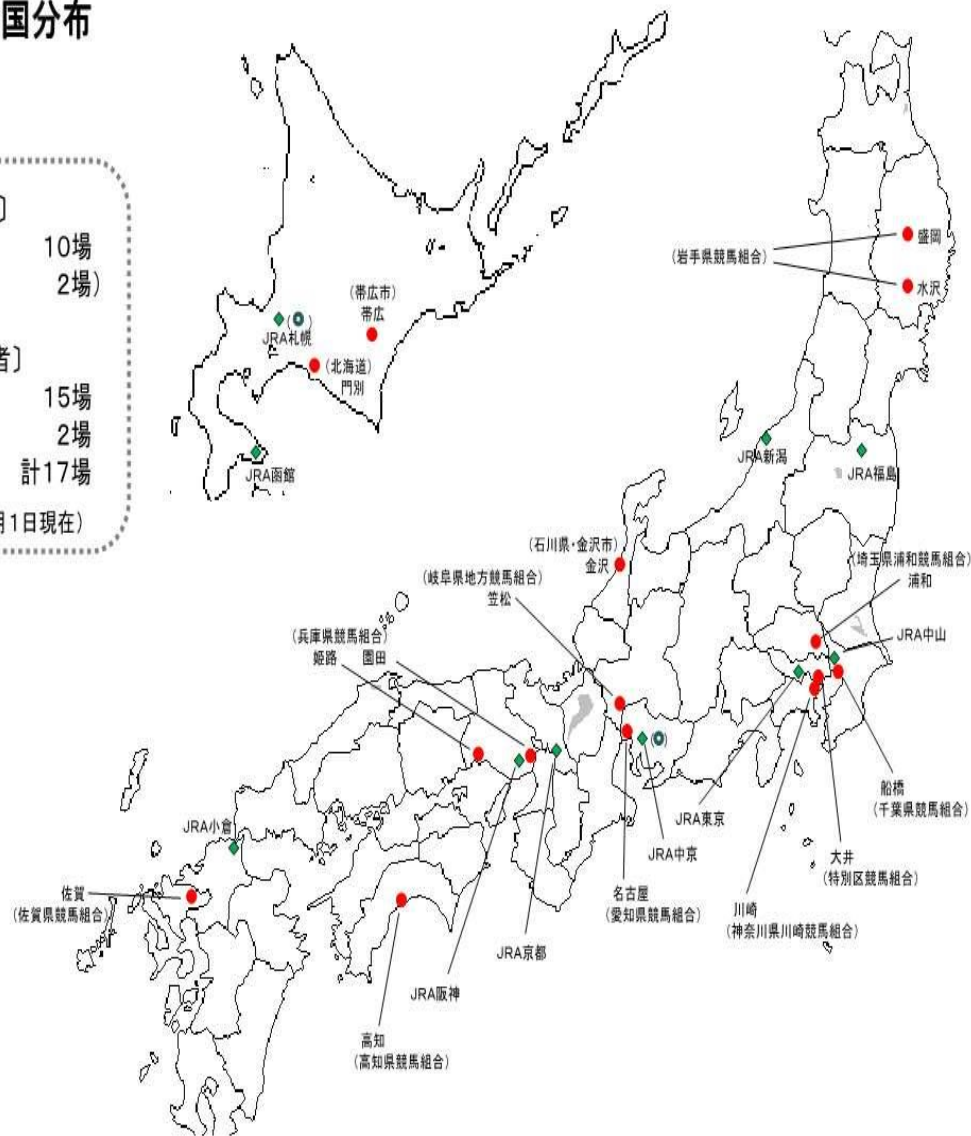 国分布
〕
10場
2場)
者〕
15場
2場
計17場
月1日現在)
(岩手県競馬組合)
盛岡
水沢
(帯広市)
帯広
( )
JRA札幌
(北海道)
門別
JRA函館
JRA新潟
JRA福島
(石川県・金沢市)
金沢
(埼玉県浦和競馬組合)
浦和
(岐阜県地方競馬組合)
笠松
JRA中山
(兵庫県競馬組合)
姫路 園田
( )
船橋
(千葉県競馬組合)
JRA東京
JRA小倉
JRA中京
大井
(特別区競馬組合)
佐賀
(佐賀県競馬組合)
名古屋
(愛知県競馬組合)
川崎
(神奈川県川崎競馬組合)
JRA京都
JRA阪神
高知
(高知県競馬組合)